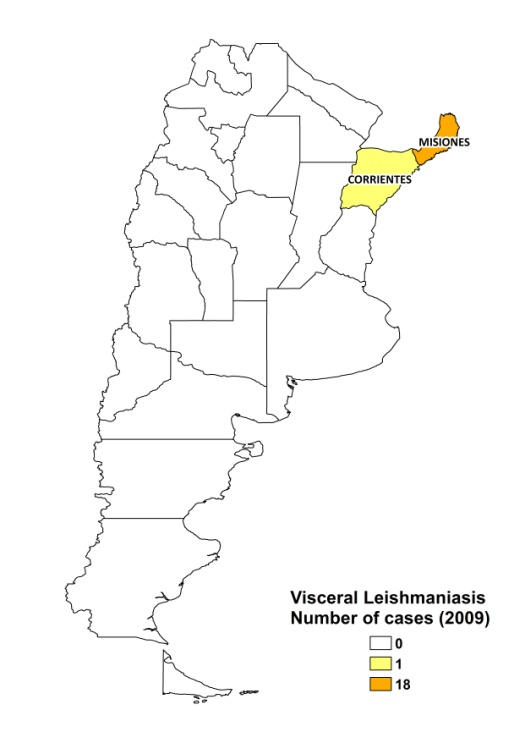 MISIONES
CORRIENTES
Visceral Leishmaniasis
Number of cases (2009)
0
1
18